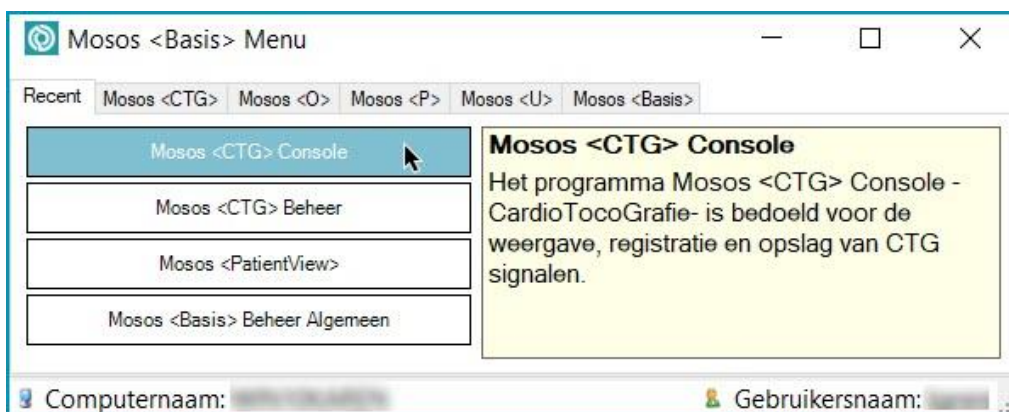 Mosos <Basis> Menu
Recent Mosos <CTG> Mosos <O> Mosos <P> Mosos <U> Mosos <Basis>
Mosos <CTG> Console
Mosos <CTG> Beheer
Mosos <PatientView>
Mosos <Basis> Beheer Algemeen
Mosos <CTG> Console
Het programma Mosos <CTG> Console -
CardioTocoGrafie- is bedoeld voor de
weergave, registratie en opslag van CTG
signalen.
Computernaam:
Gebruikersnaam: